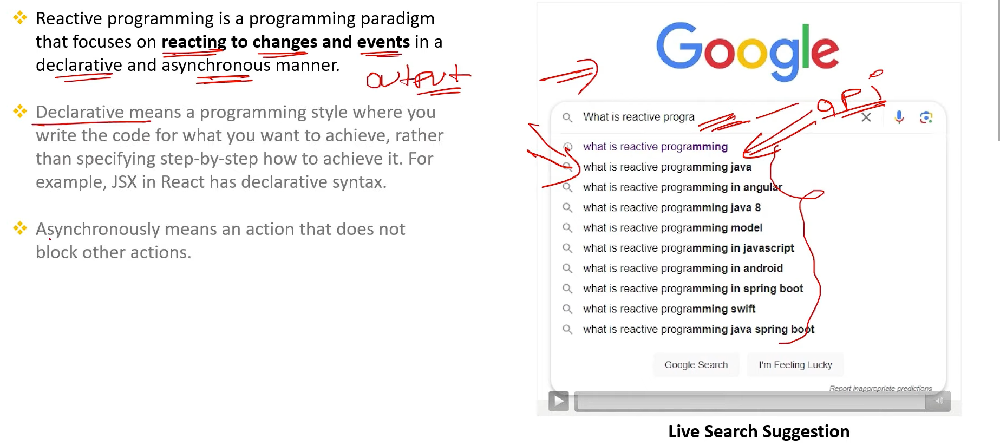 Reactive programming is a programming paradigm
that focuses on reacting to changes and events in a
declarative and asynchronous manner.
output
Declarative means a programming style where you
write the code for what you want to achieve, rather
than specifying step-by-step how to achieve it. For
example, JSX in React has declarative syntax.
Asynchronously means an action that does not
block other actions.
Google
api
What is reactive progra
what is reactive programming
what is reactive programming java
what is reactive programming in angular
what is reactive programming java 8
what is reactive programming model
what is reactive programming in javascript
what is reactive programming in android
what is reactive programming in spring boot
what is reactive programming swift
what is reactive programming java spring boot
Google Search
I'm Feeling Lucky
Report inappropriate predictions
Live Search Suggestion